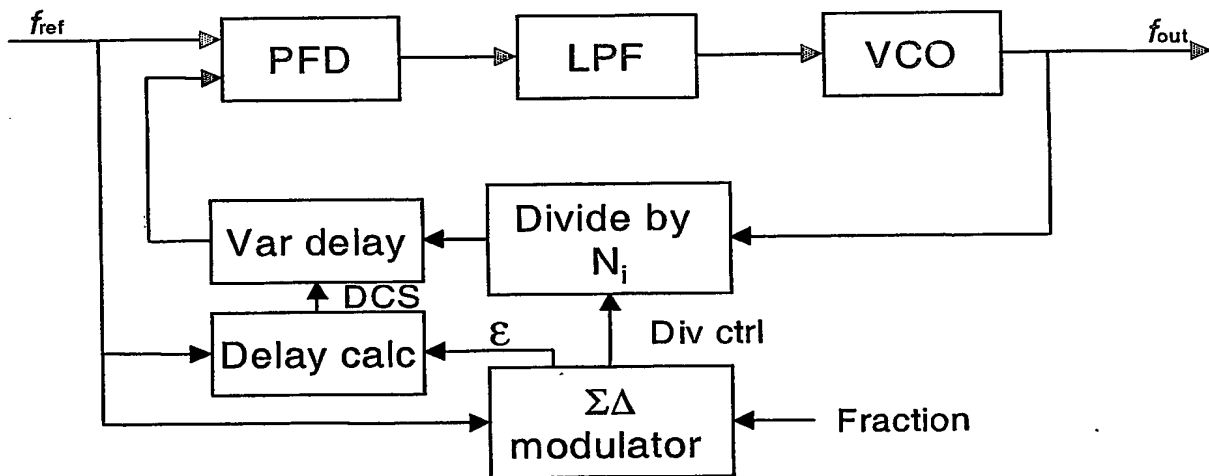 fref
PFD
LPF
VCO
fout
Var delay
Divide by
Ni
DCS
Delay calc
ε
Div ctrl
ΣΔ
modulator
Fraction